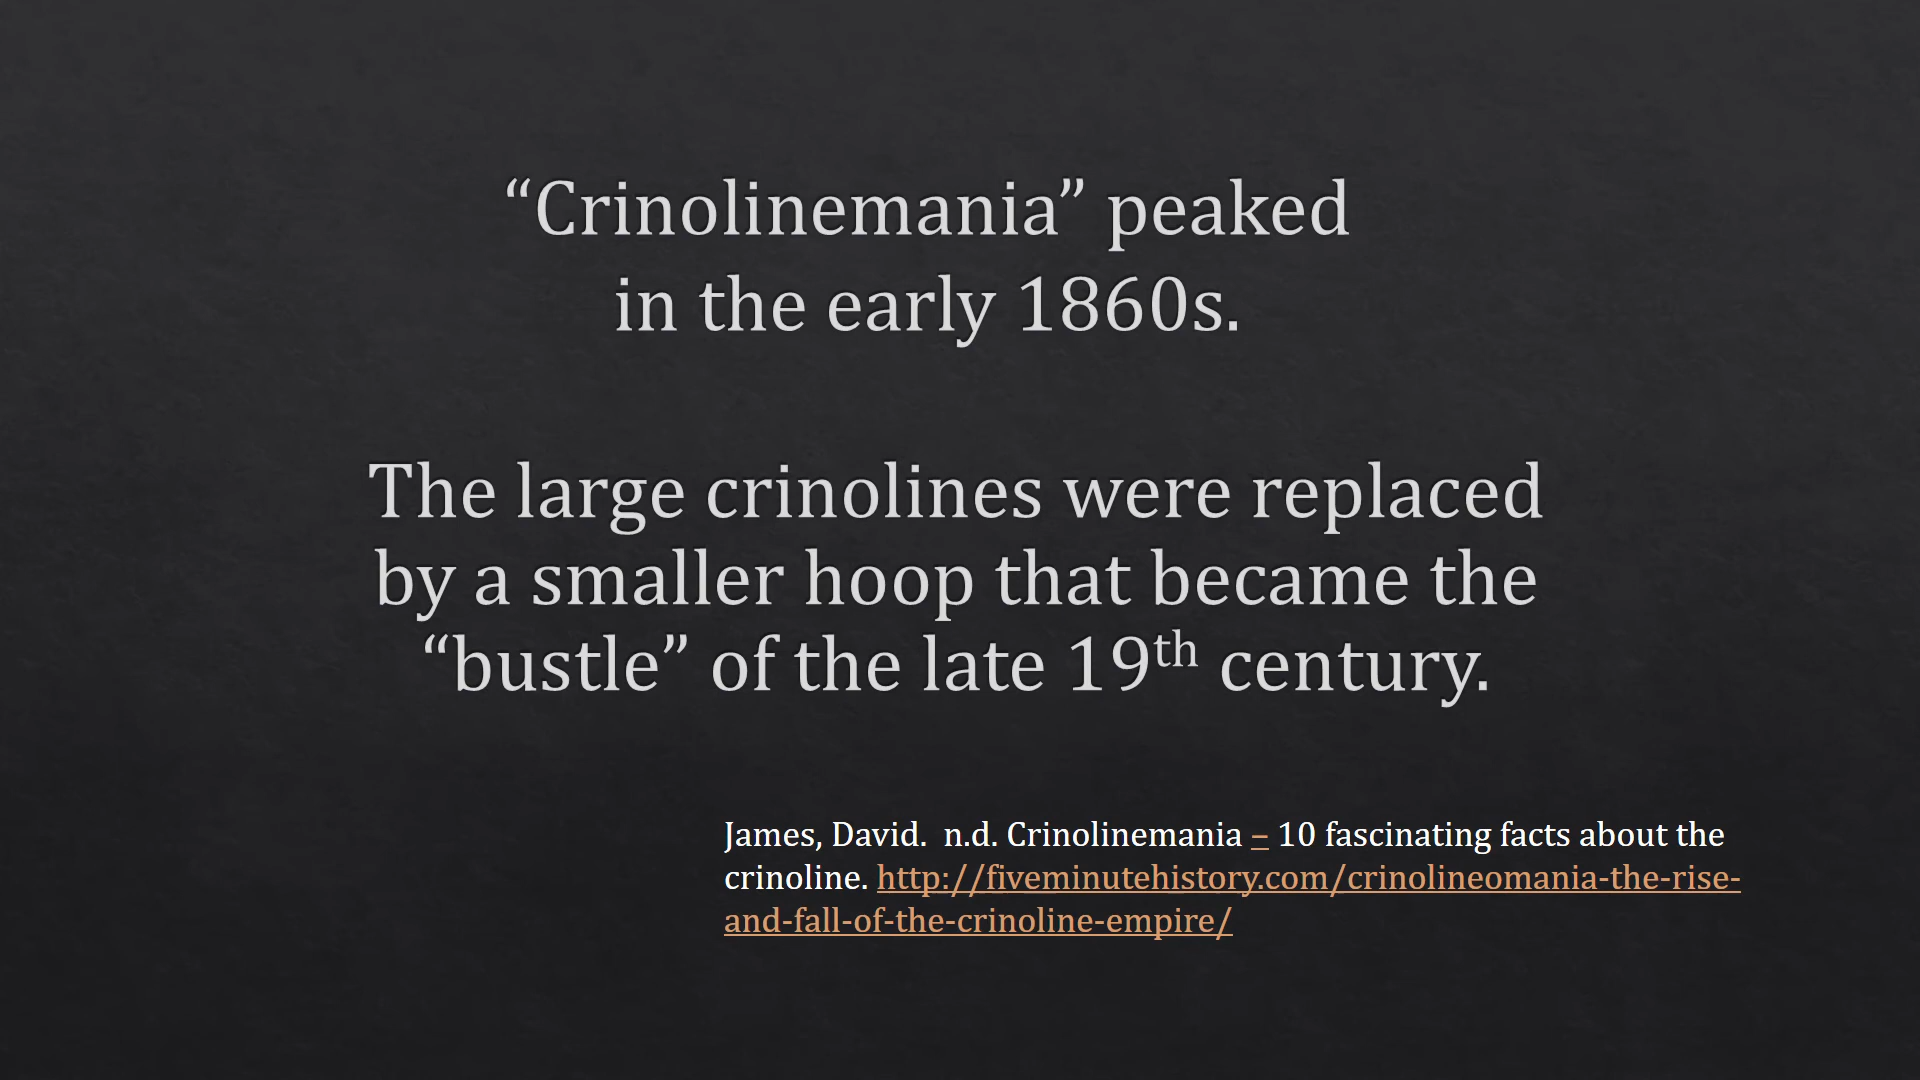 “Crinolinemania” peaked
in the early 1860s.
The large crinolines were replaced
by a smaller hoop that became the
“bustle” of the late 19th century.
James, David.  n.d. Crinolinemania – 10 fascinating facts about the
crinoline. http://fiveminutehistory.com/crinolineomania-the-rise-
and-fall-of-the-crinoline-empire/